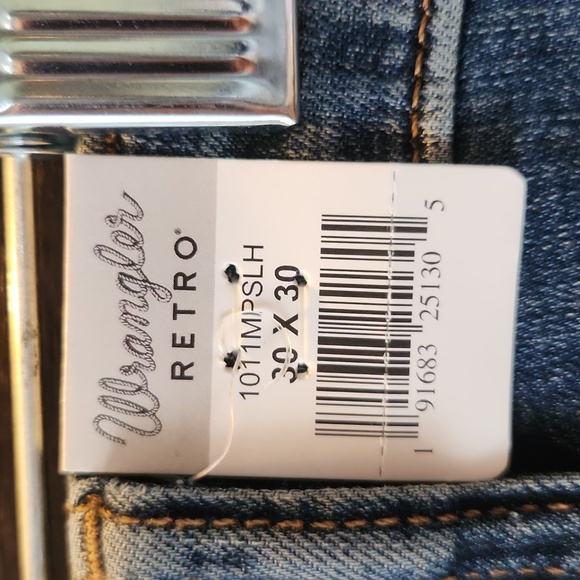 Wrangler
RETRO®
1011MPSLH
30 X 30
1 91683 25130 5